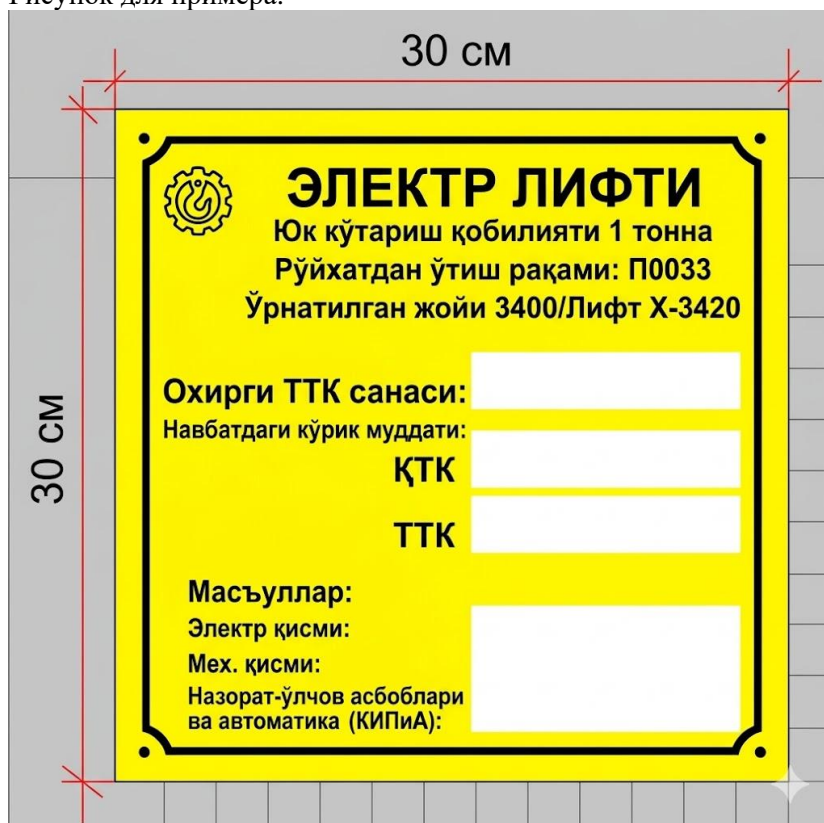 Рисунок для примера:
30 см
30 см
ЭЛЕКТР ЛИФТИ
Юк кўтариш қобилияти 1 тонна
Рўйхатдан ўтиш рақами: П0033
Ўрнатилган жойи 3400/Лифт Х-3420
Охирги ТТК санаси:
Навбатдаги кўрик муддати:
ҚТК
ТТК
Масъуллар:
Электр қисми:
Мех. қисми:
Назорат-ўлчов асбоблари
ва автоматика (КИПиА):